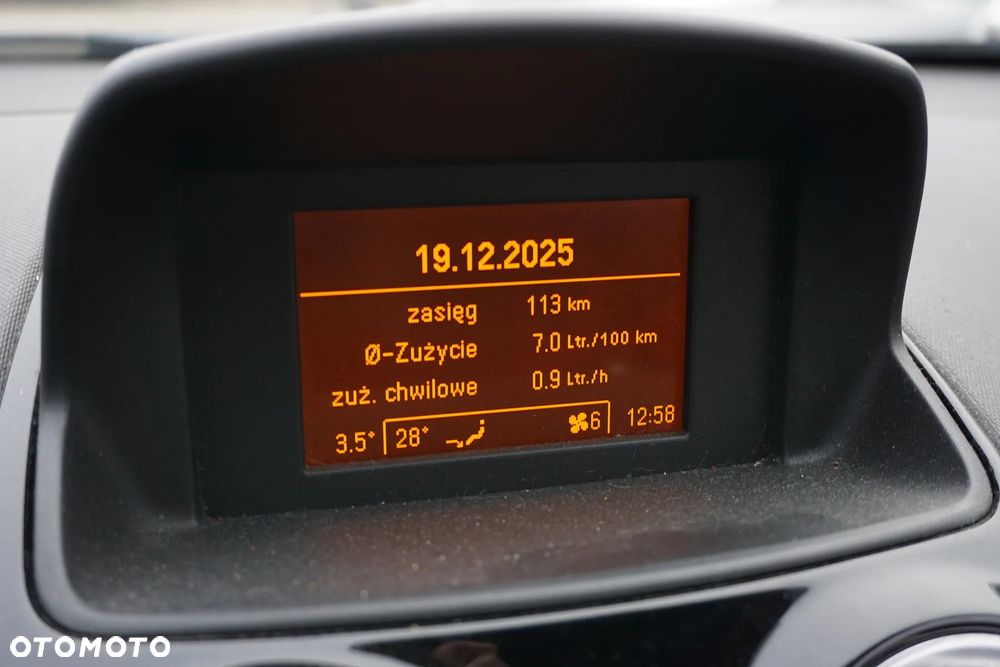 19.12.2025
zasięg 113 km
Ø-Zużycie 7.0 Ltr./100 km
zuż. chwilowe 0.9 Ltr./h
3.5° 28° 6 12:58
OTOMOTO